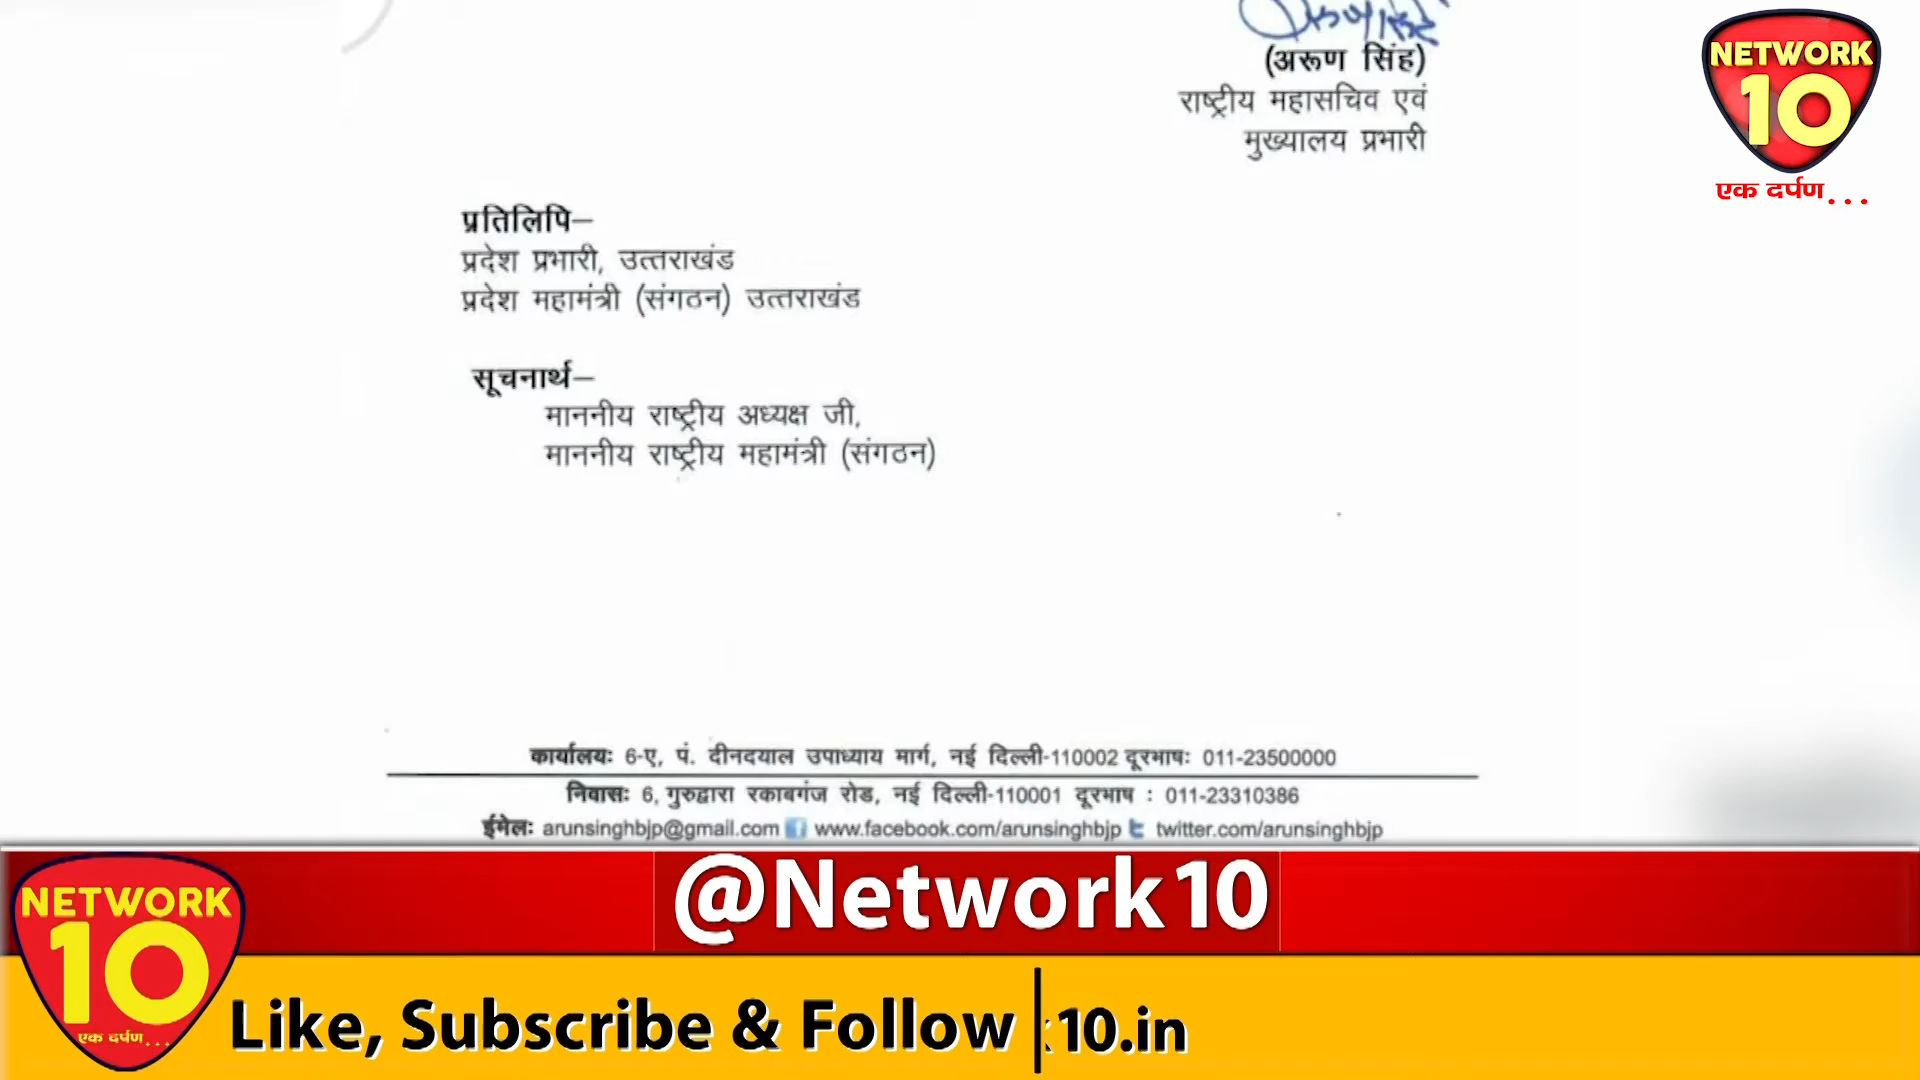 (अरूण सिंह)
राष्ट्रीय महासचिव एवं
मुख्यालय प्रभारी
NETWORK
10
एक दर्पण...
प्रतिलिपि–
प्रदेश प्रभारी, उत्तराखंड
प्रदेश महामंत्री (संगठन) उत्तराखंड
सूचनार्थ–
माननीय राष्ट्रीय अध्यक्ष जी,
माननीय राष्ट्रीय महामंत्री (संगठन)
कार्यालयः 6-ए, पं. दीनदयाल उपाध्याय मार्ग, नई दिल्ली-110002 दूरभाषः 011-23500000
निवासः 6, गुरुद्वारा रकाबगंज रोड, नई दिल्ली-110001 दूरभाष : 011-23310386
ईमेलः arunsinghbjp@gmail.com www.facebook.com/arunsinghbjp twitter.com/arunsinghbjp
@Network10
NETWORK
10
एक दर्पण...
Like, Subscribe & Follow
10.in